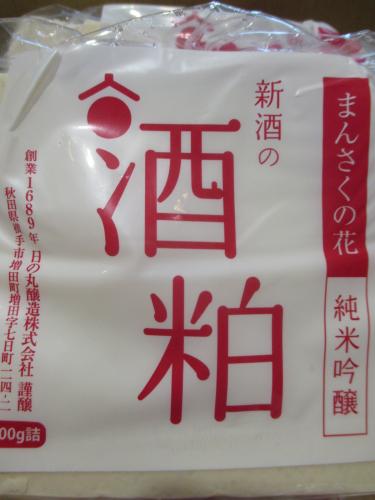 まんさくの花
純米吟醸
新酒の
酒粕
創業1689年 日の丸醸造株式会社 謹醸
秋田県横手市増田町増田字七日町一一四-二
00g詰